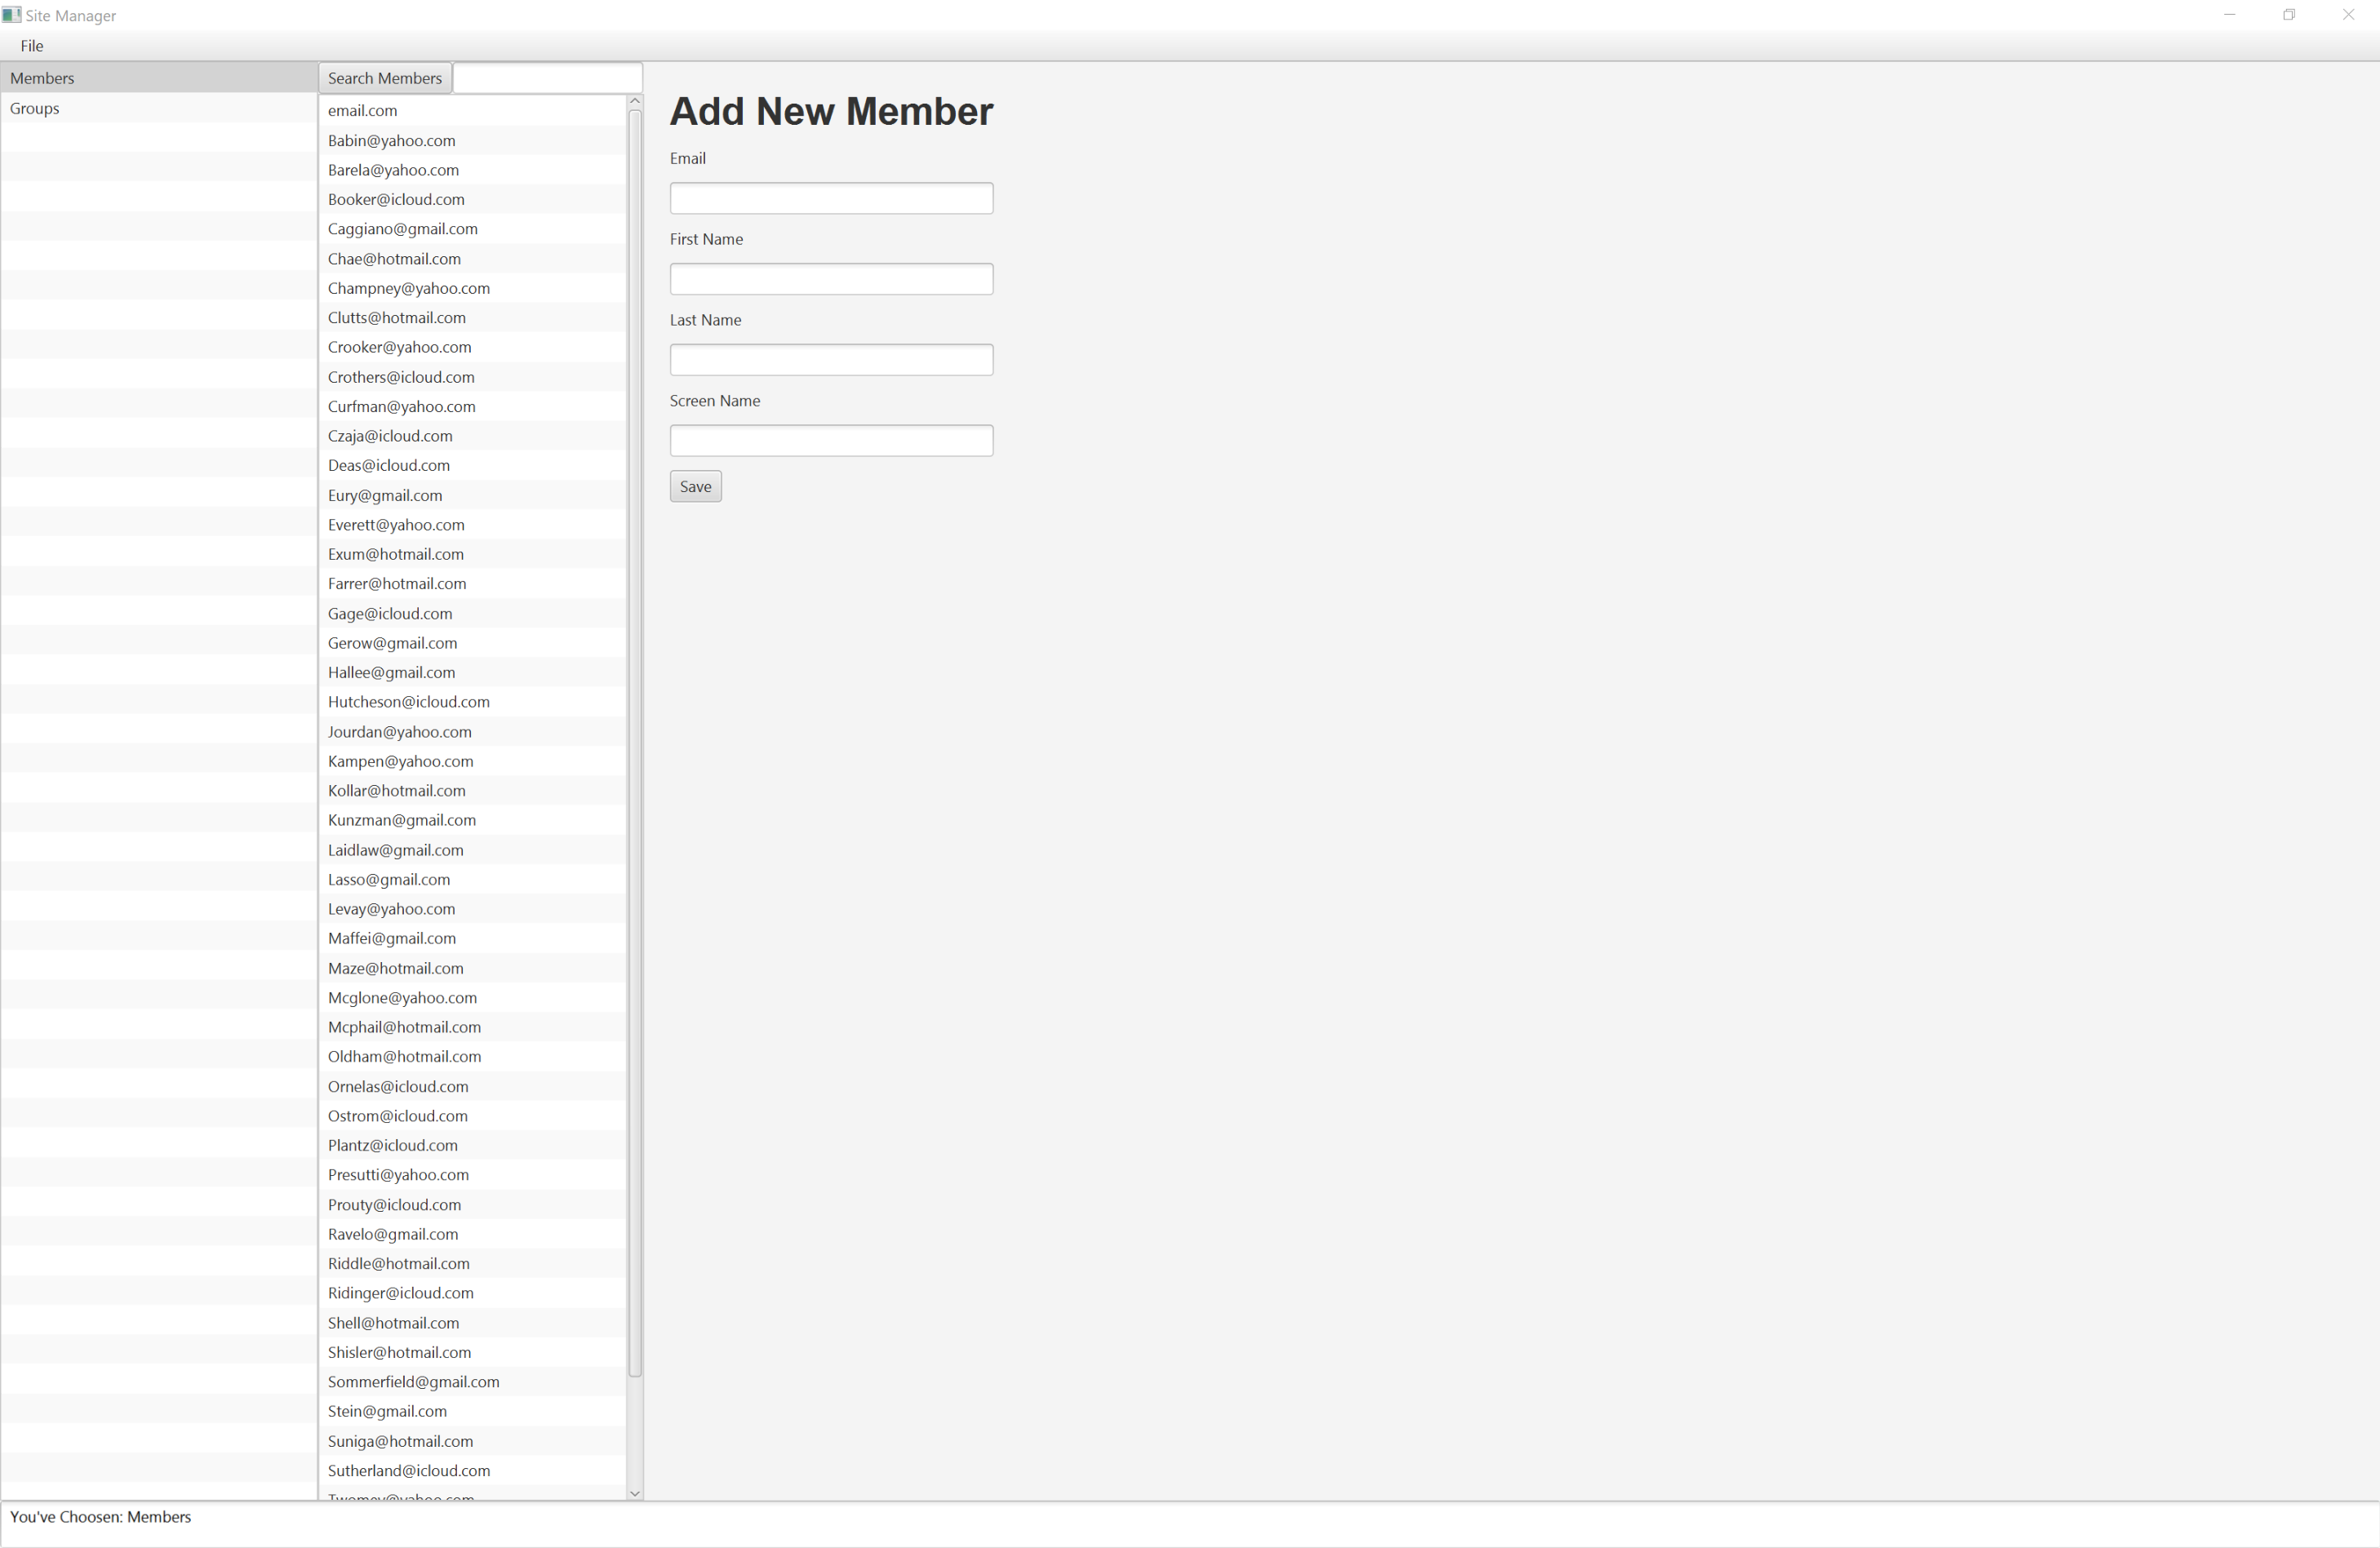 Site Manager
File
Members
Groups
Search Members
email.com
Babin@yahoo.com
Barela@yahoo.com
Booker@icloud.com
Caggiano@gmail.com
Chae@hotmail.com
Champney@yahoo.com
Clutts@hotmail.com
Crooker@yahoo.com
Crothers@icloud.com
Curfman@yahoo.com
Czaja@icloud.com
Deas@icloud.com
Eury@gmail.com
Everett@yahoo.com
Exum@hotmail.com
Farrer@hotmail.com
Gage@icloud.com
Gerow@gmail.com
Hallee@gmail.com
Hutcheson@icloud.com
Jourdan@yahoo.com
Kampen@yahoo.com
Kollar@hotmail.com
Kunzman@gmail.com
Laidlaw@gmail.com
Lasso@gmail.com
Levay@yahoo.com
Maffei@gmail.com
Maze@hotmail.com
Mcglone@yahoo.com
Mcphail@hotmail.com
Oldham@hotmail.com
Ornelas@icloud.com
Ostrom@icloud.com
Plantz@icloud.com
Presutti@yahoo.com
Prouty@icloud.com
Ravelo@gmail.com
Riddle@hotmail.com
Ridinger@icloud.com
Shell@hotmail.com
Shisler@hotmail.com
Sommerfield@gmail.com
Stein@gmail.com
Suniga@hotmail.com
Sutherland@icloud.com
Twomey@yahoo.com
Add New Member
Email
First Name
Last Name
Screen Name
Save
You've Choosen: Members